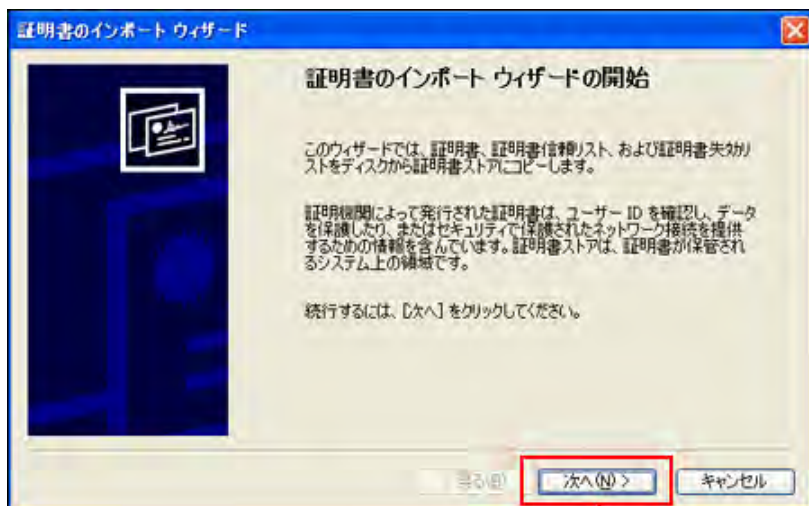 証明書のインポート ウィザード
証明書のインポート ウィザードの開始
このウィザードでは、証明書、証明書信頼リスト、および証明書失効リ
ストをディスクから証明書ストアにコピーします。
証明機関によって発行された証明書は、ユーザー ID を確認し、データ
を保護したり、またはセキュリティで保護されたネットワーク接続を提供
するための情報を含んでいます。証明書ストアは、証明書が保管され
るシステム上の領域です。
続行するには、[次へ] をクリックしてください。
戻る(B) 次へ(N) > キャンセル